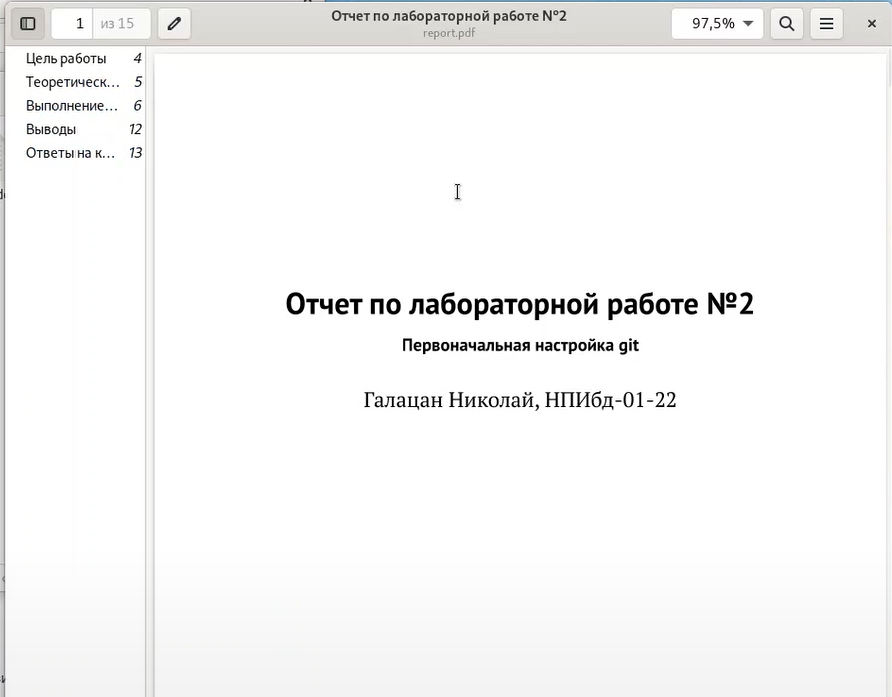 1 из 15
Отчет по лабораторной работе №2
report.pdf
97,5%
Цель работы 4
Теоретическ... 5
Выполнение... 6
Выводы 12
Ответы на к... 13
Отчет по лабораторной работе №2
Первоначальная настройка git
Галацан Николай, НПИбд-01-22